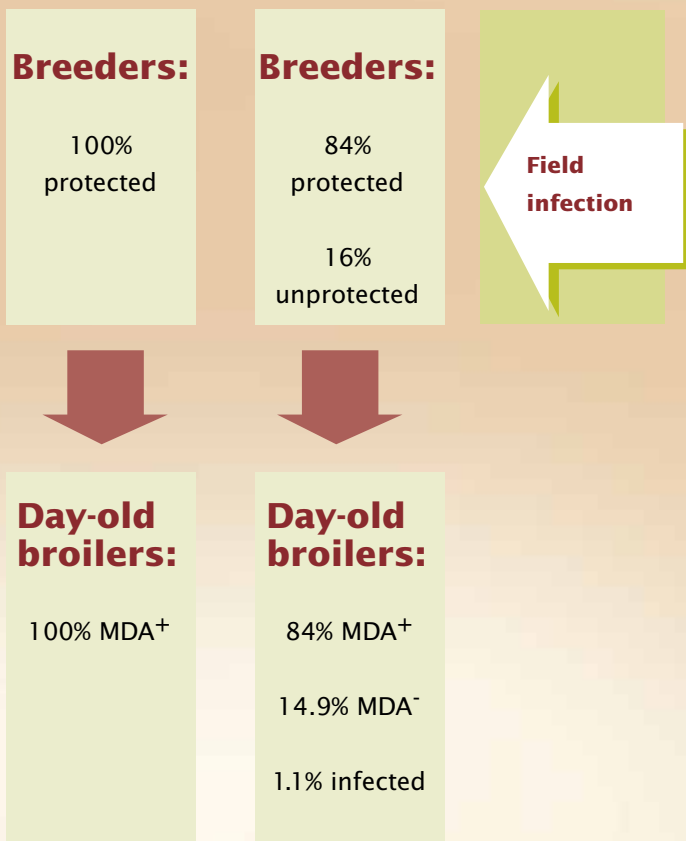 Breeders:
100%
protected
Breeders:
84%
protected
16%
unprotected
Field
infection
Day-old
broilers:
100% MDA⁺
Day-old
broilers:
84% MDA⁺
14.9% MDA⁻
1.1% infected